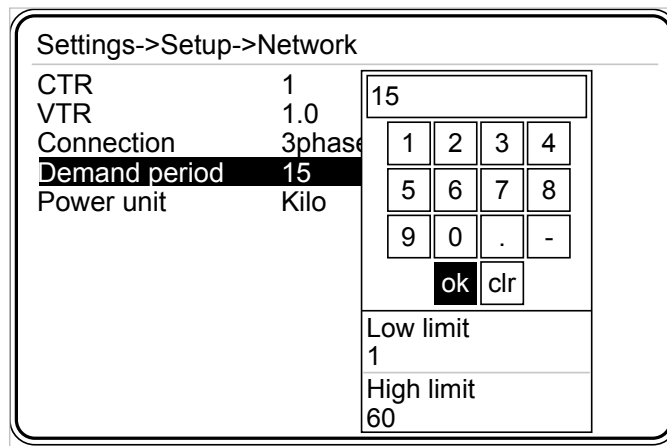 Settings->Setup->Network
CTR 1
VTR 1.0
Connection 3phase
Demand period 15
Power unit Kilo
15
1 2 3 4
5 6 7 8
9 0 . -
ok clr
Low limit
1
High limit
60